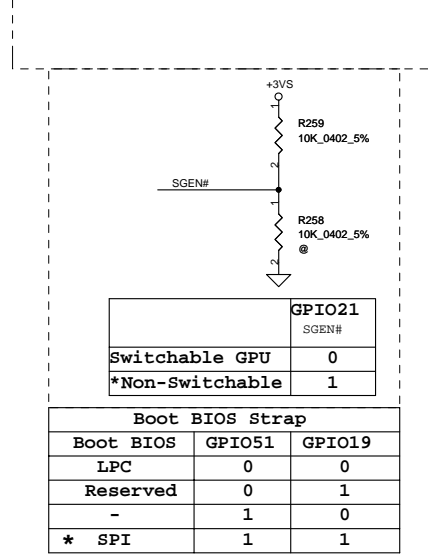 +3VS
1
R259
10K_0402_5%
2
SGEN#
1
R258
10K_0402_5%
@
2
GPIO21
SGEN#
Switchable GPU 0
*Non-Switchable 1
Boot BIOS Strap
Boot BIOS GPIO51 GPIO19
LPC 0 0
Reserved 0 1
- 1 0
* SPI 1 1